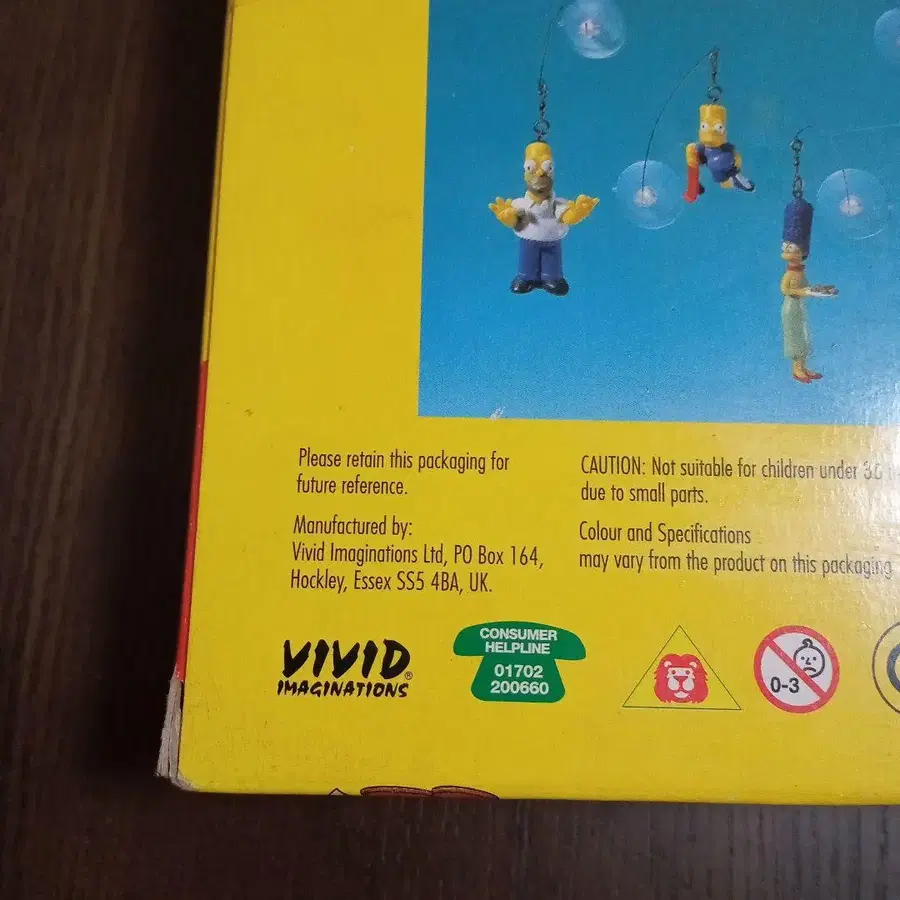 Please retain this packaging for
future reference.
Manufactured by:
Vivid Imaginations Ltd, PO Box 164,
Hockley, Essex SS5 4BA, UK.
CAUTION: Not suitable for children under 36
due to small parts.
Colour and Specifications
may vary from the product on this packaging
VIVID
IMAGINATIONS ®
CONSUMER
HELPLINE
01702
200660
0-3